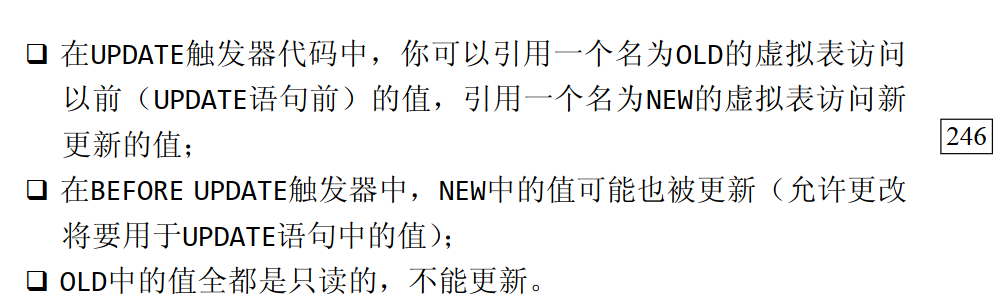 ❑ 在UPDATE触发器代码中，你可以引用一个名为OLD的虚拟表访问
以前（UPDATE语句前）的值，引用一个名为NEW的虚拟表访问新
更新的值；
246
❑ 在BEFORE UPDATE触发器中，NEW中的值可能也被更新（允许更改
将要用于UPDATE语句中的值）；
❑ OLD中的值全都是只读的，不能更新。